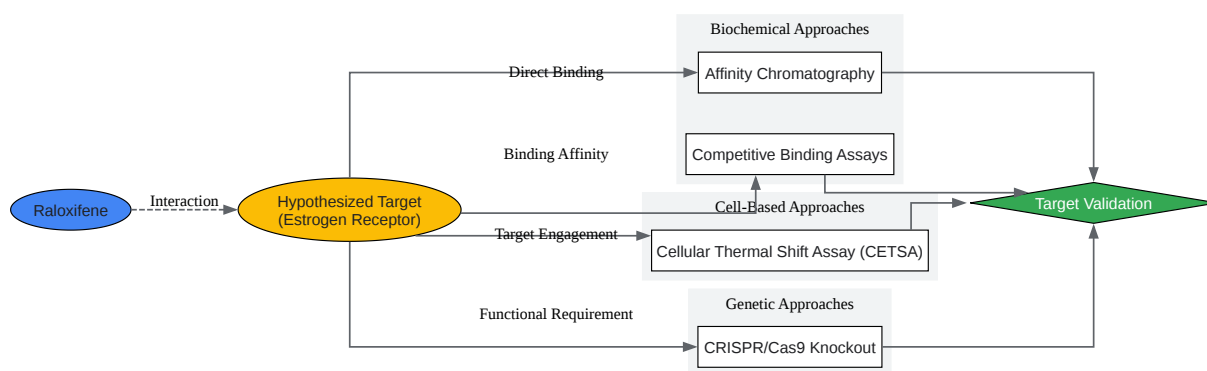 Biochemical Approaches
Direct Binding
Affinity Chromatography
Binding Affinity
Competitive Binding Assays
Raloxifene
Interaction
Hypothesized Target
(Estrogen Receptor)
Cell-Based Approaches
Target Validation
Target Engagement
Cellular Thermal Shift Assay (CETSA)
Genetic Approaches
Functional Requirement
CRISPR/Cas9 Knockout